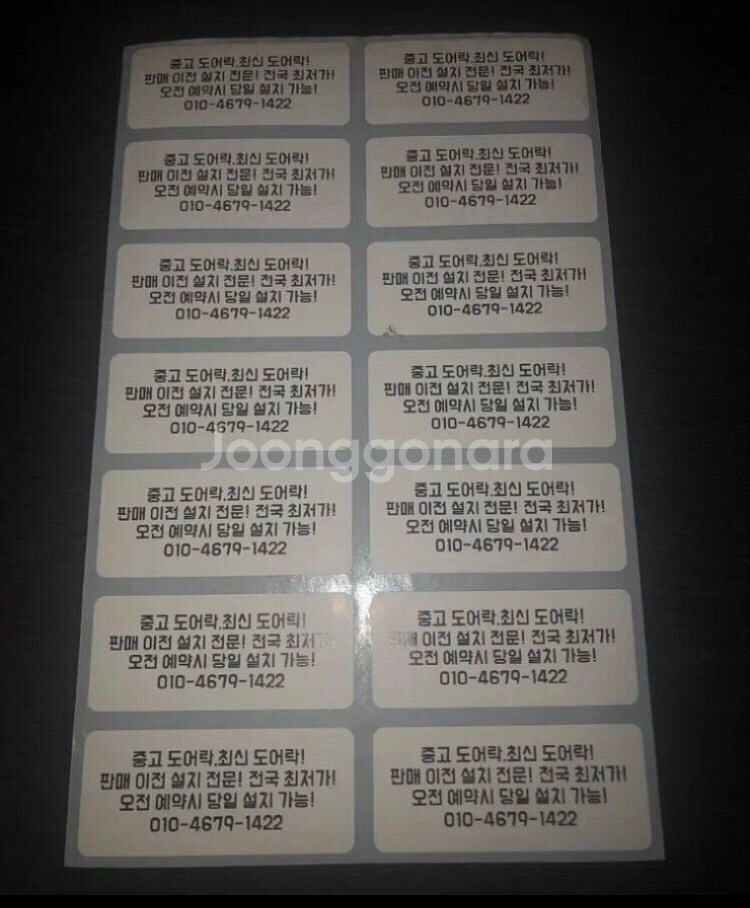 중고 도어락.최신 도어락!
판매 이전 설치 전문! 전국 최저가!
오전 예약시 당일 설치 가능!
010-4679-1422
중고 도어락.최신 도어락!
판매 이전 설치 전문! 전국 최저가!
오전 예약시 당일 설치 가능!
010-4679-1422
중고 도어락.최신 도어락!
판매 이전 설치 전문! 전국 최저가!
오전 예약시 당일 설치 가능!
010-4679-1422
중고 도어락.최신 도어락!
판매 이전 설치 전문! 전국 최저가!
오전 예약시 당일 설치 가능!
010-4679-1422
중고 도어락.최신 도어락!
판매 이전 설치 전문! 전국 최저가!
오전 예약시 당일 설치 가능!
010-4679-1422
중고 도어락.최신 도어락!
판매 이전 설치 전문! 전국 최저가!
오전 예약시 당일 설치 가능!
010-4679-1422
중고 도어락.최신 도어락!
판매 이전 설치 전문! 전국 최저가!
오전 예약시 당일 설치 가능!
010-4679-1422
중고 도어락.최신 도어락!
판매 이전 설치 전문! 전국 최저가!
오전 예약시 당일 설치 가능!
010-4679-1422
Joonggonara
중고 도어락.최신 도어락!
판매 이전 설치 전문! 전국 최저가!
오전 예약시 당일 설치 가능!
010-4679-1422
중고 도어락.최신 도어락!
판매 이전 설치 전문! 전국 최저가!
오전 예약시 당일 설치 가능!
010-4679-1422
중고 도어락.최신 도어락!
판매 이전 설치 전문! 전국
오전 예약시 당일 설치 가능!
010-4679-1422
중고 도어락.최신 도어락!
이전 설치 전문! 전국 최저가!
오전 예약시 당일 설치 가능!
010-4679-1422
중고 도어락.최신 도어락!
판매 이전 설치 전문! 전국 최저가!
오전 예약시 당일 설치 가능!
010-4679-1422
중고 도어락.최신 도어락!
판매 이전 설치 전문! 전국 최저가!
오전 예약시 당일 설치 가능!
010-4679-1422